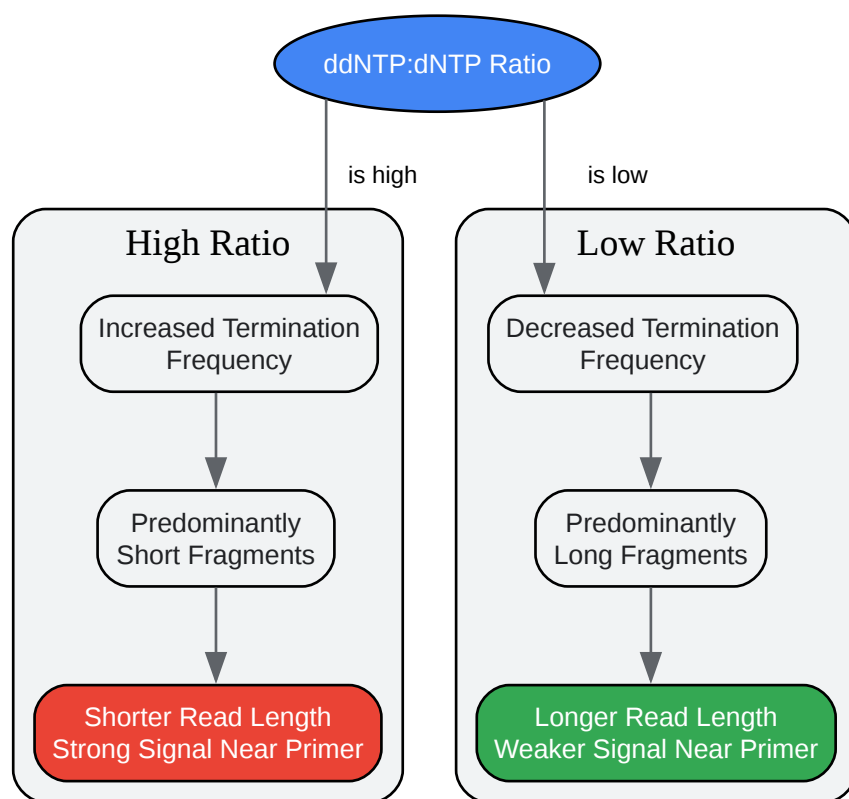 ddNTP:dNTP Ratio
is high
is low
High Ratio
Increased Termination
Frequency
Predominantly
Short Fragments
Shorter Read Length
Strong Signal Near Primer
Low Ratio
Decreased Termination
Frequency
Predominantly
Long Fragments
Longer Read Length
Weaker Signal Near Primer